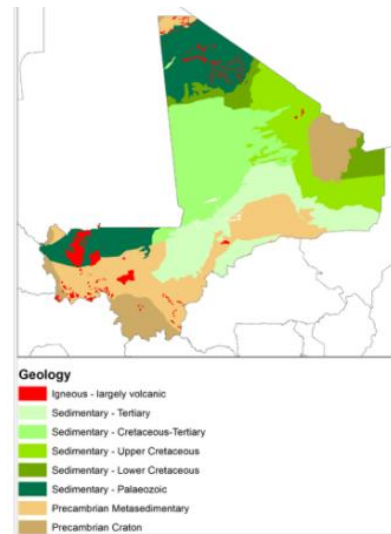 Geology
Igneous - largely volcanic
Sedimentary - Tertiary
Sedimentary - Cretaceous-Tertiary
Sedimentary - Upper Cretaceous
Sedimentary - Lower Cretaceous
Sedimentary - Palaeozoic
Precambrian Metasedimentary
Precambrian Craton